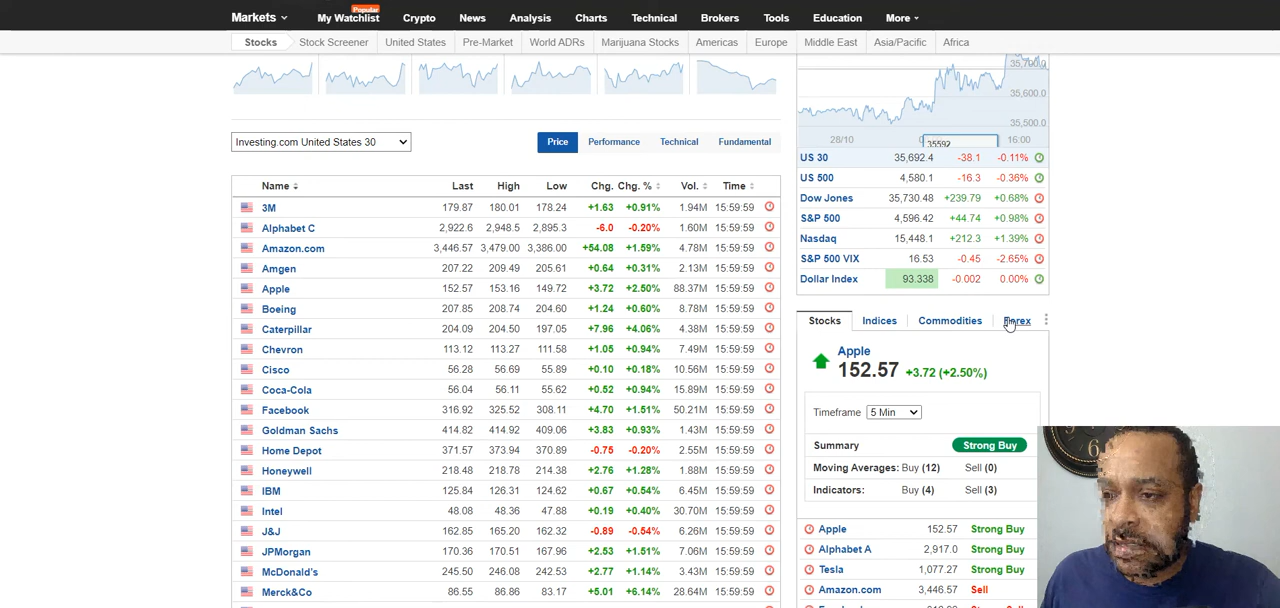 Markets My Watchlist Popular Crypto News Analysis Charts Technical Brokers Tools Education More
Stocks Stock Screener United States Pre-Market World ADRs Marijuana Stocks Americas Europe Middle East Asia/Pacific Africa
35,700.0
35,600.0
35,500.0
28/10 16:00
35592
Investing.com United States 30 Price Performance Technical Fundamental
Name Last High Low Chg. Chg. % Vol. Time
3M 179.87 180.01 178.24 +1.63 +0.91% 1.94M 15:59:59
Alphabet C 2,922.6 2,948.5 2,895.3 -6.0 -0.20% 1.60M 15:59:59
Amazon.com 3,446.57 3,479.00 3,386.00 +54.08 +1.59% 4.78M 15:59:59
Amgen 207.22 209.49 205.61 +0.64 +0.31% 2.13M 15:59:59
Apple 152.57 153.16 149.72 +3.72 +2.50% 88.37M 15:59:59
Boeing 207.85 208.74 204.60 +1.24 +0.60% 8.78M 15:59:59
Caterpillar 204.09 204.50 197.05 +7.96 +4.06% 8.24M 15:59:59
Chevron 113.12 113.27 111.58 +1.05 +0.94% 7.49M 15:59:59
Cisco 56.28 56.69 55.89 +0.10 +0.18% 10.56M 15:59:59
Coca-Cola 56.04 56.11 55.62 +0.52 +0.94% 15.89M 15:59:59
Facebook 316.92 325.52 308.11 +4.70 +1.51% 50.21M 15:59:59
Goldman Sachs 414.82 414.92 409.06 +3.83 +0.93% 1.43M 15:59:59
Home Depot 371.57 373.94 370.83 -0.75 -0.20% 2.55M 15:59:59
Honeywell 218.48 218.78 214.38 +2.76 +1.28% 1.88M 15:59:59
IBM 125.84 126.31 124.62 +0.67 +0.54% 6.45M 15:59:59
Intel 48.08 48.36 47.88 +0.19 +0.40% 30.70M 15:59:59
J&J 162.85 165.20 162.32 -0.89 -0.54% 8.26M 15:59:59
JPMorgan 170.36 170.51 167.96 +2.53 +1.51% 7.06M 15:59:59
McDonald's 245.50 246.88 242.53 +2.77 +1.14% 3.43M 15:59:59
Merck&Co 86.55 86.86 83.17 +5.01 +6.14% 28.64M 15:59:59
US 30 35,692.4 -38.1 -0.11%
US 500 4,580.1 -16.3 -0.36%
Dow Jones 35,730.48 +239.79 +0.68%
S&P 500 4,596.42 +44.74 +0.98%
Nasdaq 15,448.1 +212.3 +1.39%
S&P 500 VIX 16.53 -0.45 -2.65%
Dollar Index 93.338 -0.002 0.00%
Stocks Indices Commodities Forex
Apple
152.57 +3.72 (+2.50%)
Timeframe 5 Min
Summary Strong Buy
Moving Averages: Buy (12) Sell (0)
Indicators: Buy (4) Sell (3)
Apple 152.57 Strong Buy
Alphabet A 2,917.0 Strong Buy
Tesla 1,077.27 Strong Buy
Amazon.com 3,446.57 Sell
6